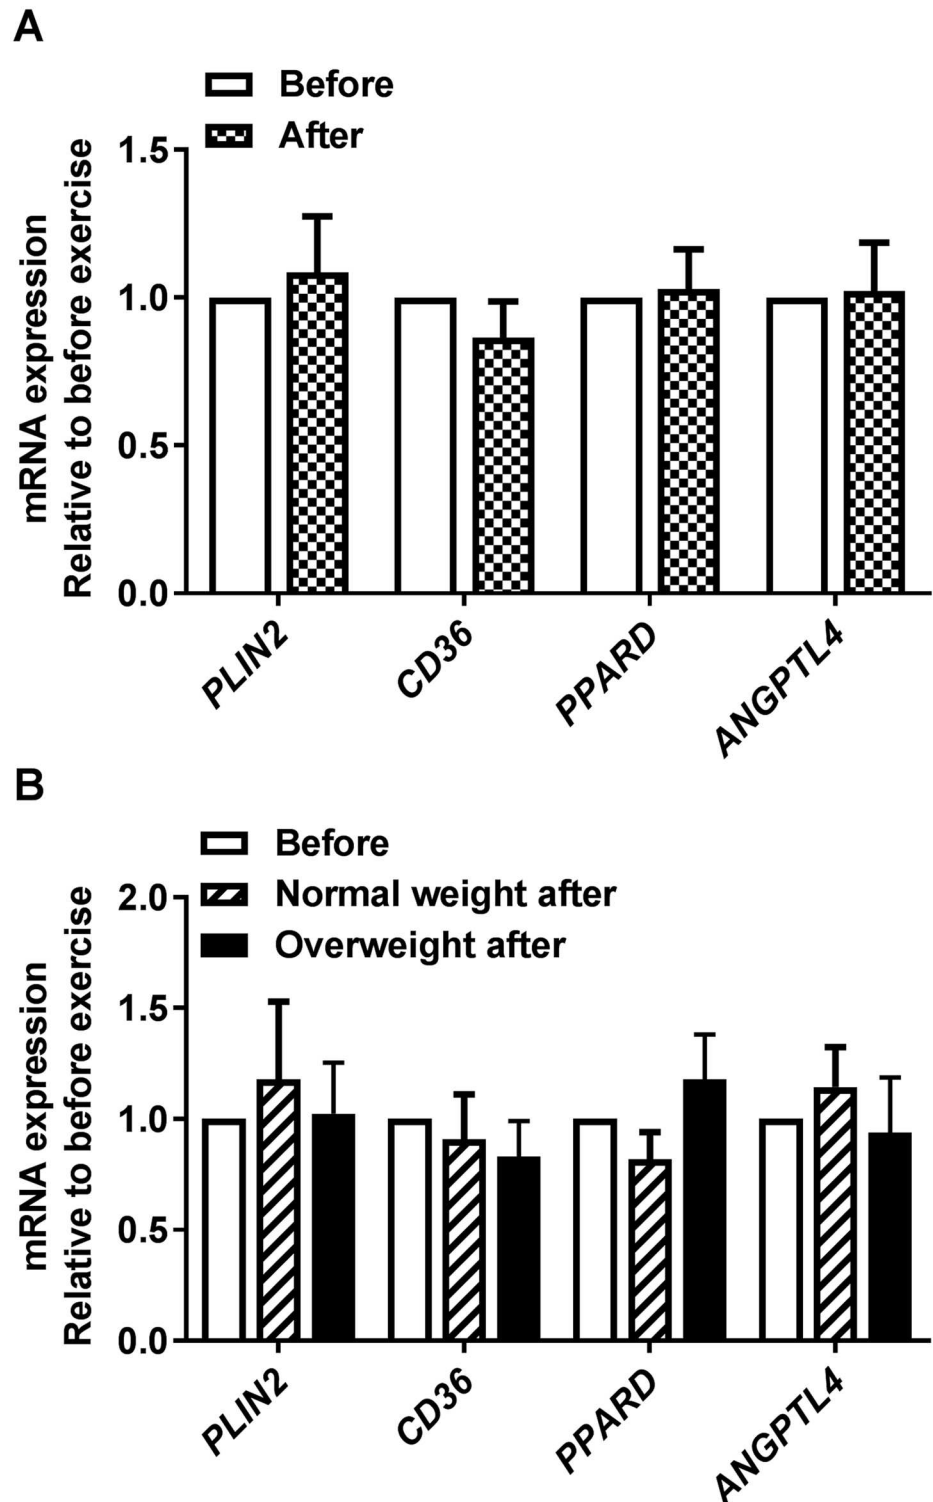 A
Before
After
mRNA expression
Relative to before exercise
1.5
1.0
0.5
0.0
PLIN2
CD36
PPARD
ANGPTL4
B
Before
Normal weight after
Overweight after
mRNA expression
Relative to before exercise
2.0
1.5
1.0
0.5
0.0
PLIN2
CD36
PPARD
ANGPTL4